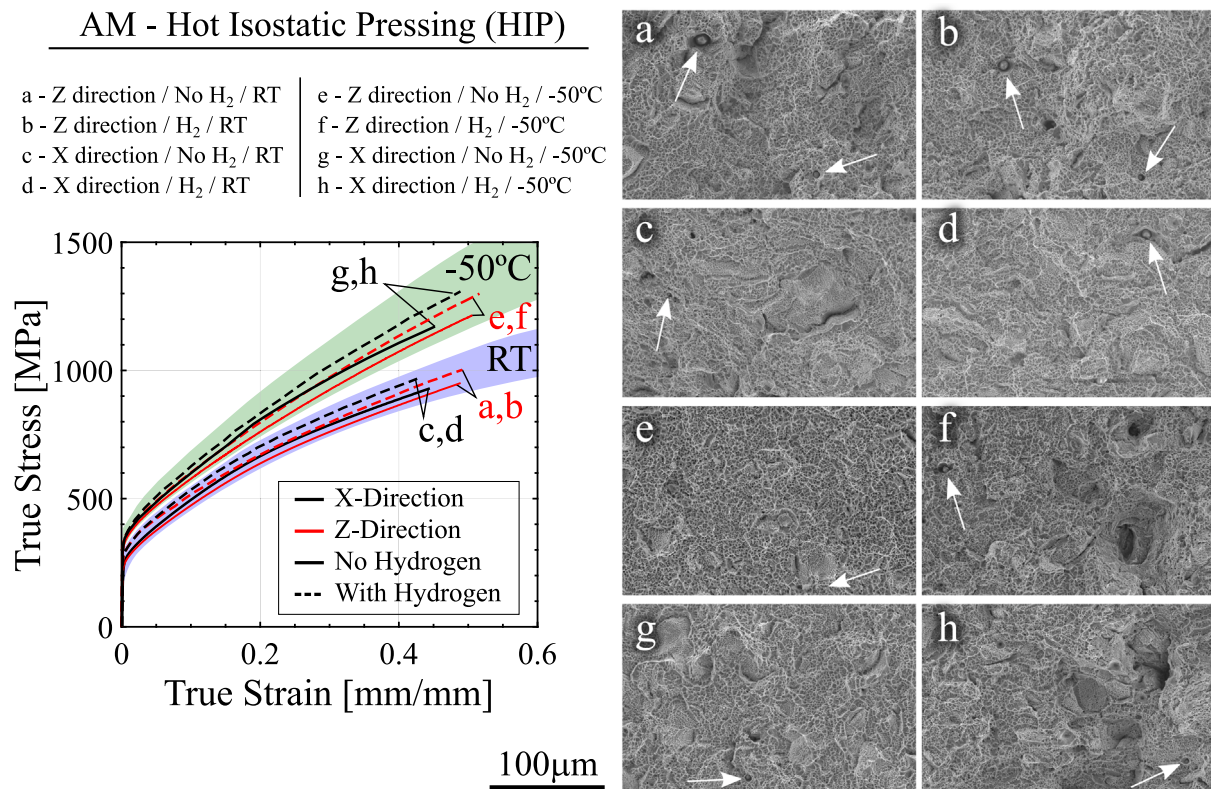 AM - Hot Isostatic Pressing (HIP)
a - Z direction / No H₂ / RT
b - Z direction / H₂ / RT
c - X direction / No H₂ / RT
d - X direction / H₂ / RT
e - Z direction / No H₂ / -50ºC
f - Z direction / H₂ / -50ºC
g - X direction / No H₂ / -50ºC
h - X direction / H₂ / -50ºC
True Stress [MPa]
1500
1000
500
0
g,h
-50ºC
e,f
RT
a,b
c,d
X-Direction
Z-Direction
No Hydrogen
With Hydrogen
0
0.2
0.4
0.6
True Strain [mm/mm]
100μm
a
b
c
d
e
f
g
h